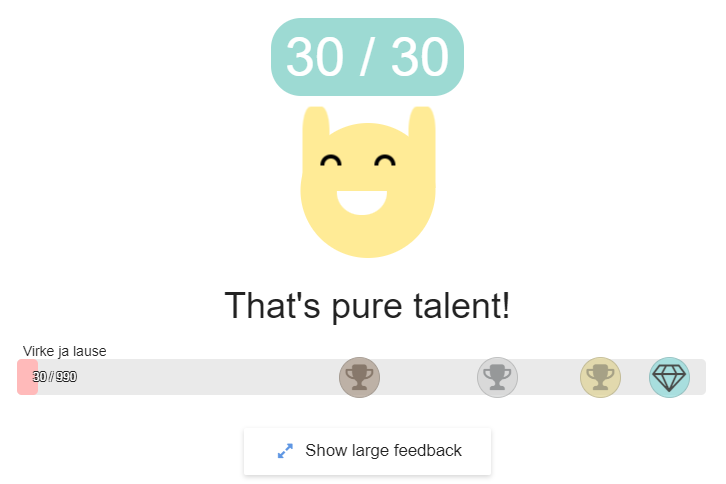 30 / 30
That's pure talent!
Virke ja lause
30 / 990
Show large feedback